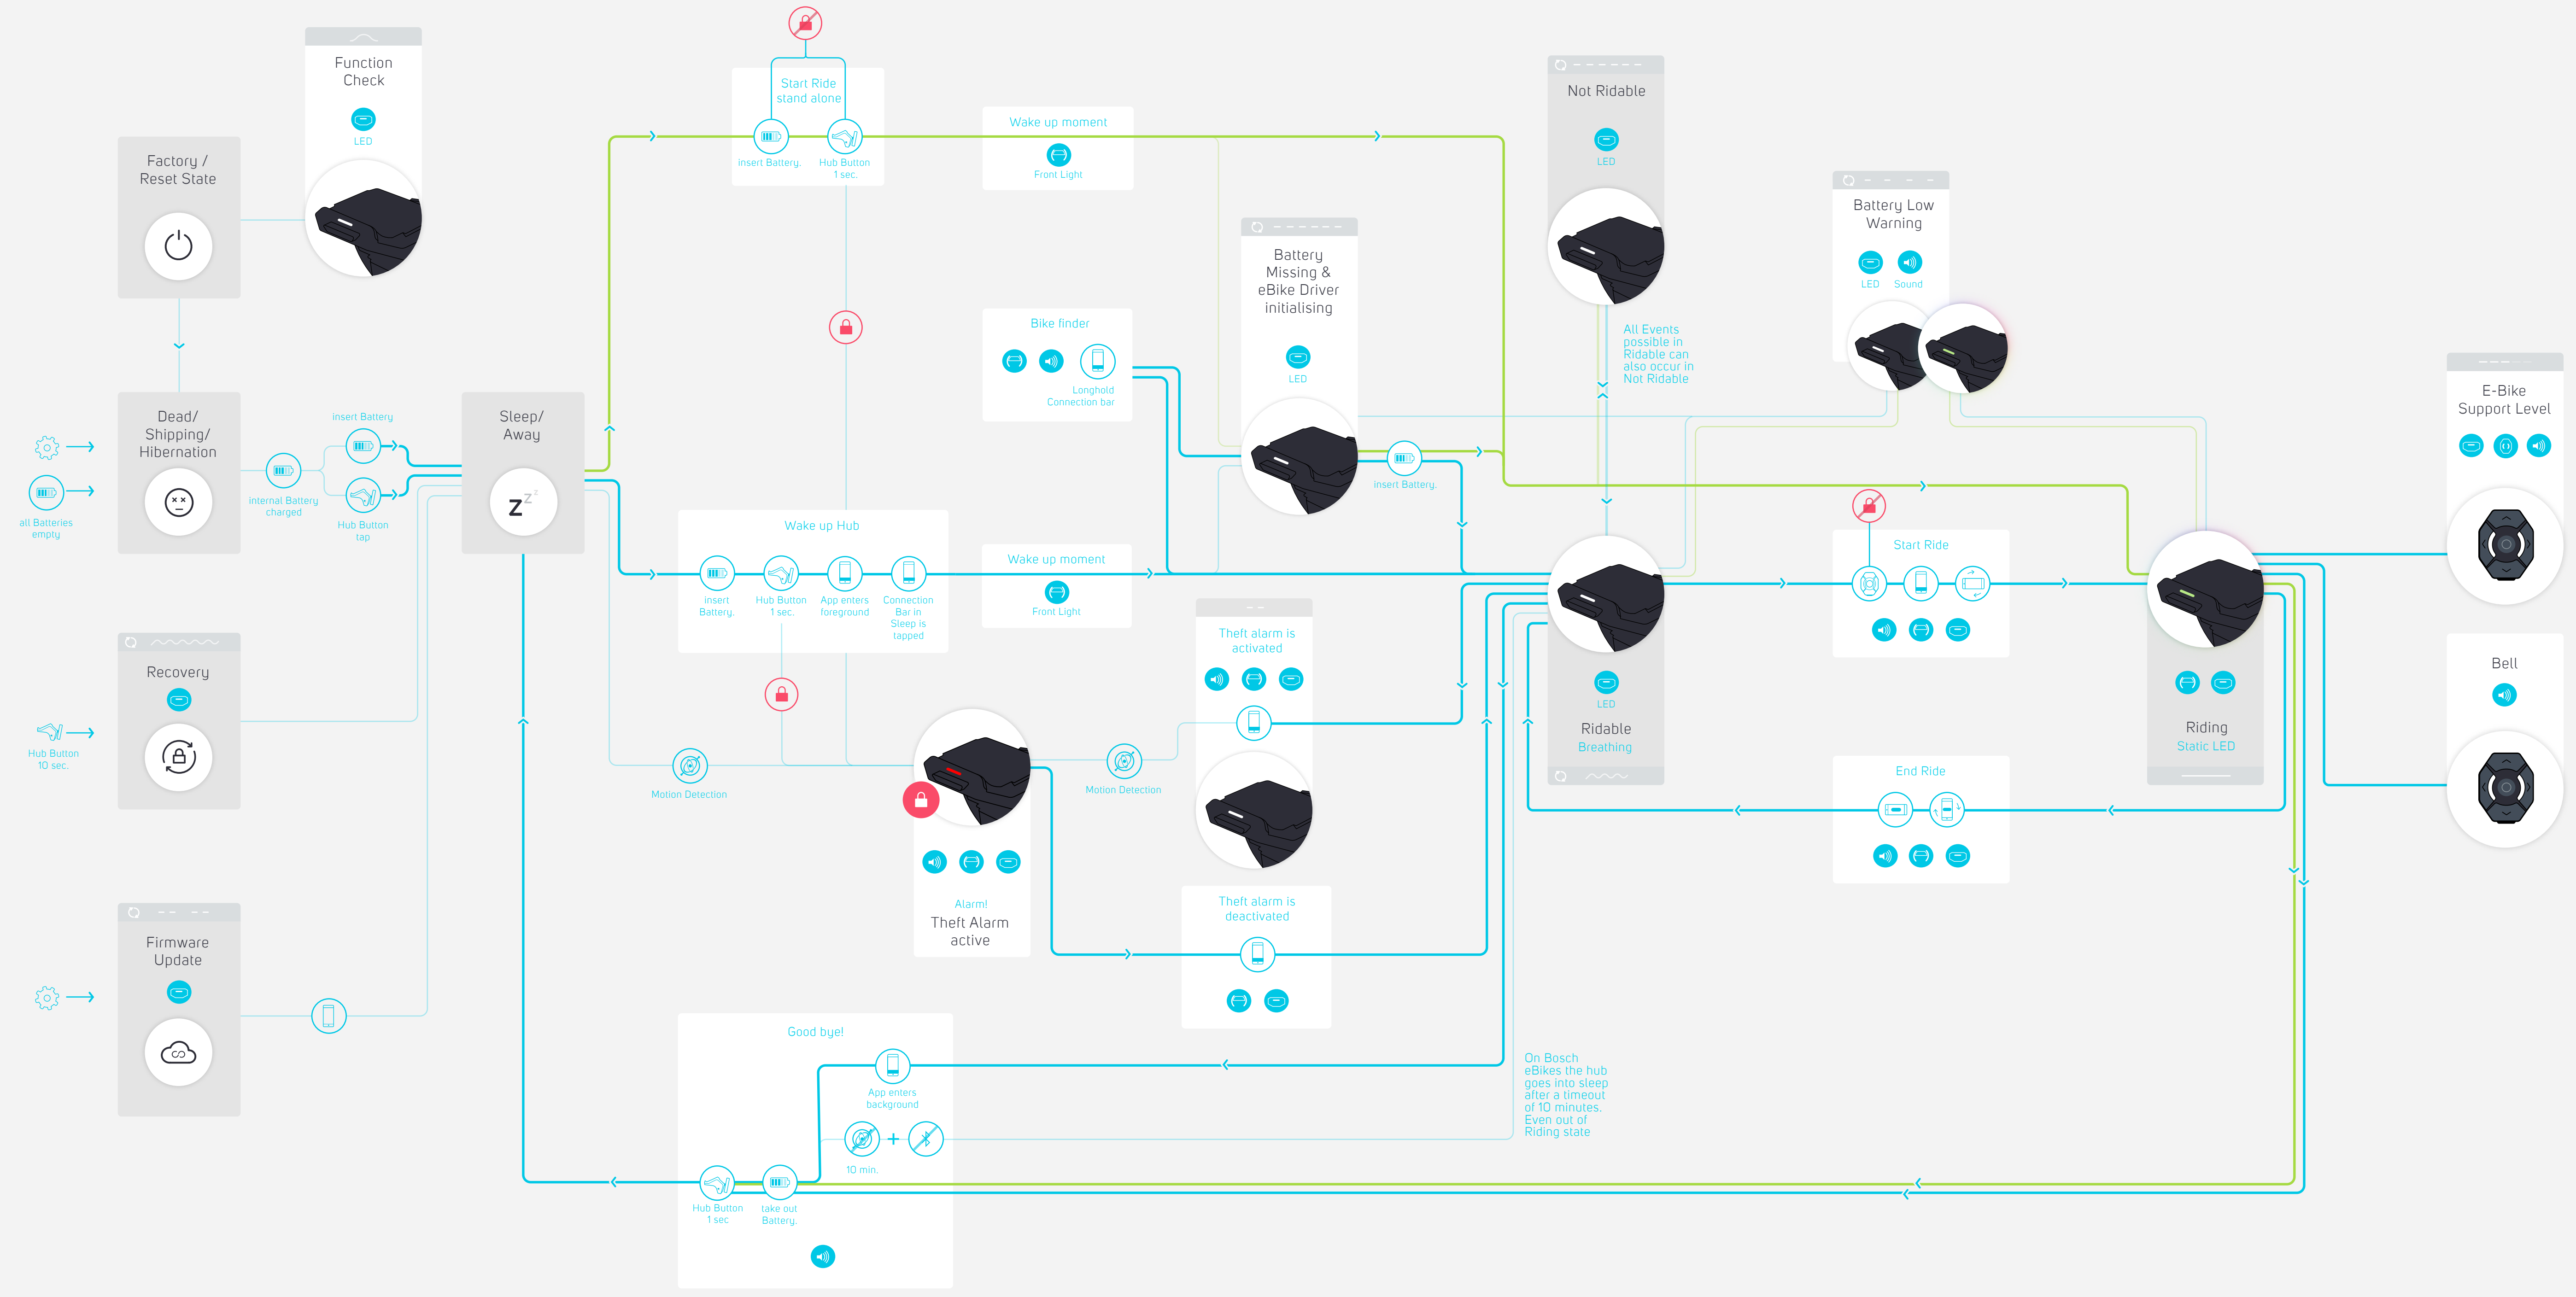 Function
Check
LED
Factory /
Reset State
Dead/
Shipping/
Hibernation
all Batteries
empty
internal Battery
charged
insert Battery
Hub Button
tap
Sleep/
Away
z z z
Recovery
Hub Button
10 sec.
Firmware
Update
Start Ride
stand alone
insert Battery.
Hub Button
1 sec.
Wake up moment
Front Light
Bike finder
Longhold
Connection bar
Battery
Missing &
eBike Driver
initialising
LED
insert Battery.
Wake up Hub
insert
Battery.
Hub Button
1 sec.
App enters
foreground
Connection
Bar in
Sleep is
tapped
Wake up moment
Front Light
Motion Detection
Alarm!
Theft Alarm
active
Motion Detection
Theft alarm is
activated
Theft alarm is
deactivated
Good bye!
App enters
background
+
10 min.
Hub Button
1 sec
take out
Battery.
On Bosch
eBikes the hub
goes into sleep
after a timeout
of 10 minutes.
Even out of
Riding state
Not Ridable
LED
All Events
possible in
Ridable can
also occur in
Not Ridable
LED
Ridable
Breathing
Battery Low
Warning
LED
Sound
Start Ride
End Ride
Riding
Static LED
E-Bike
Support Level
Bell